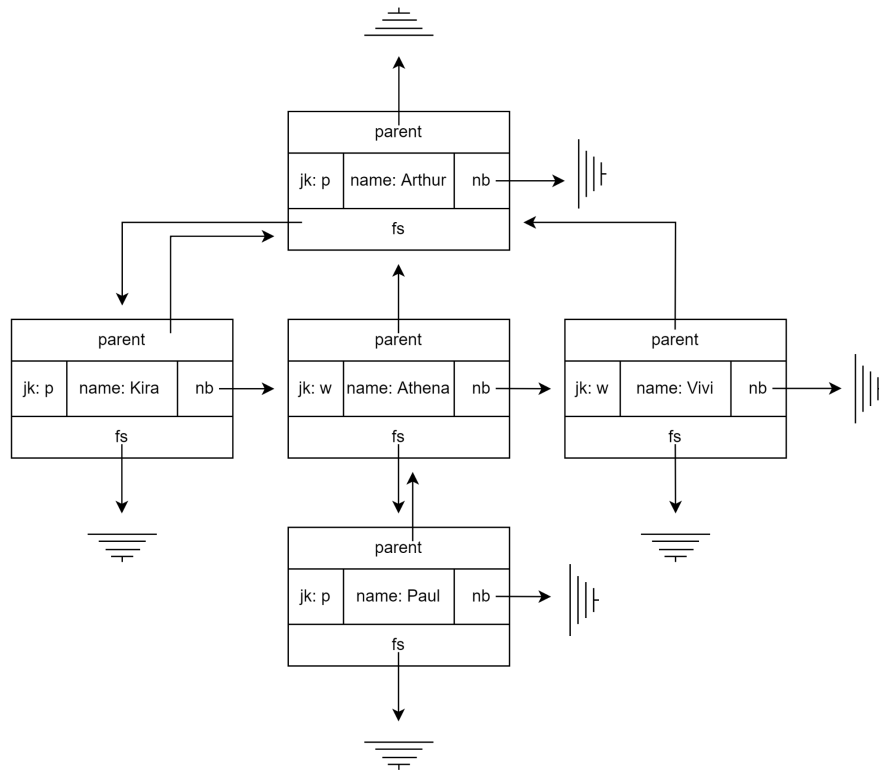 parent
jk: p name: Arthur nb
fs
parent parent parent
jk: p name: Kira nb jk: w name: Athena nb jk: w name: Vivi nb
fs fs fs
parent
jk: p name: Paul nb
fs